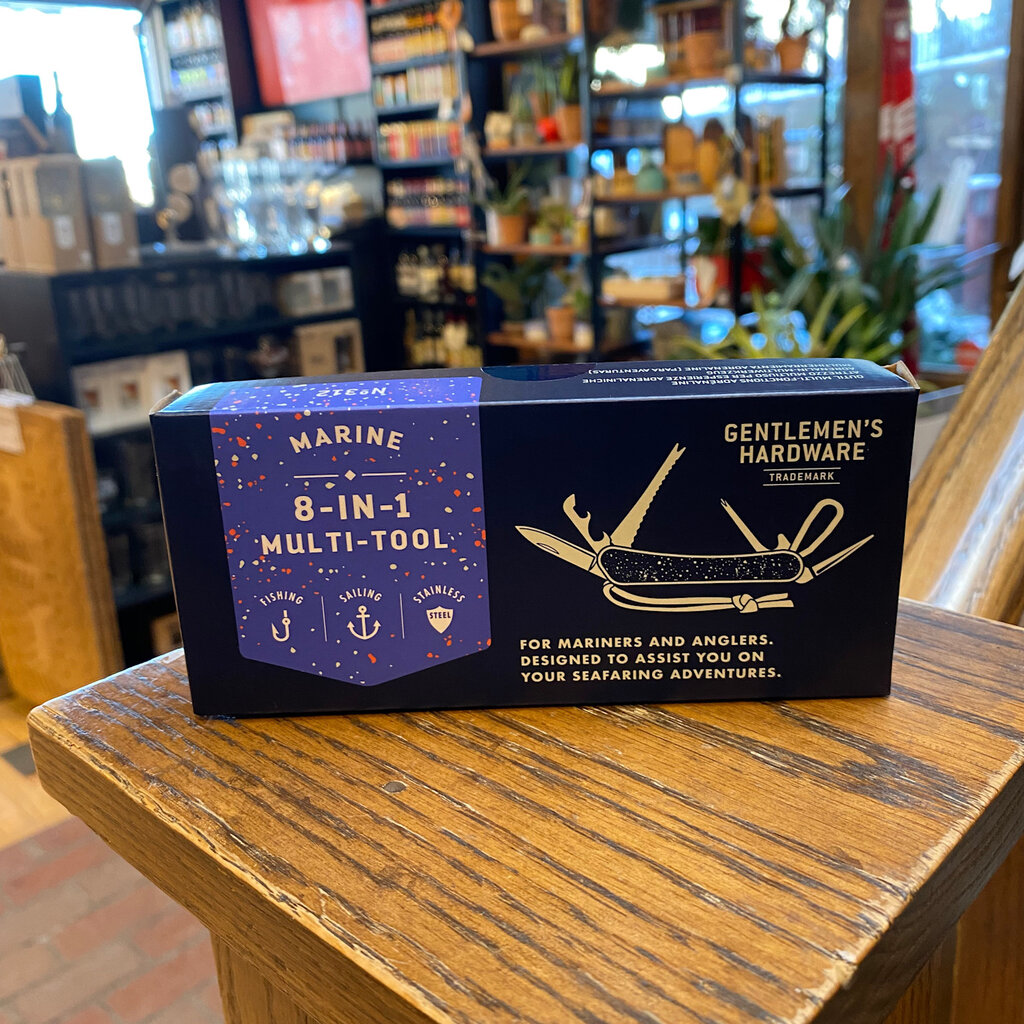 No312
MARINE
8-IN-1
MULTI-TOOL
FISHING
SAILING
STAINLESS
STEEL
GENTLEMEN'S
HARDWARE
TRADEMARK
FOR MARINERS AND ANGLERS.
DESIGNED TO ASSIST YOU ON
YOUR SEAFARING ADVENTURES.